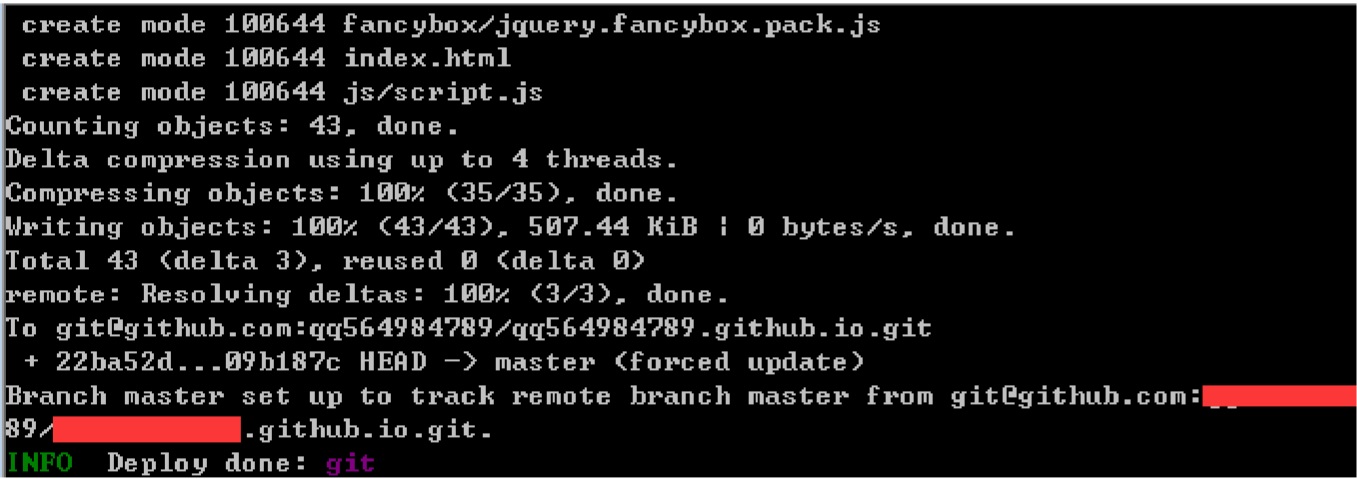 create mode 100644 fancybox/jquery.fancybox.pack.js
create mode 100644 index.html
create mode 100644 js/script.js
Counting objects: 43, done.
Delta compression using up to 4 threads.
Compressing objects: 100% (35/35), done.
Writing objects: 100% (43/43), 507.44 KiB | 0 bytes/s, done.
Total 43 (delta 3), reused 0 (delta 0)
remote: Resolving deltas: 100% (3/3), done.
To git@github.com:qq564984789/qq564984789.github.io.git
+ 22ba52d...09b187c HEAD -> master (forced update)
Branch master set up to track remote branch master from git@github.com:
89/ .github.io.git.
INFO Deploy done: git